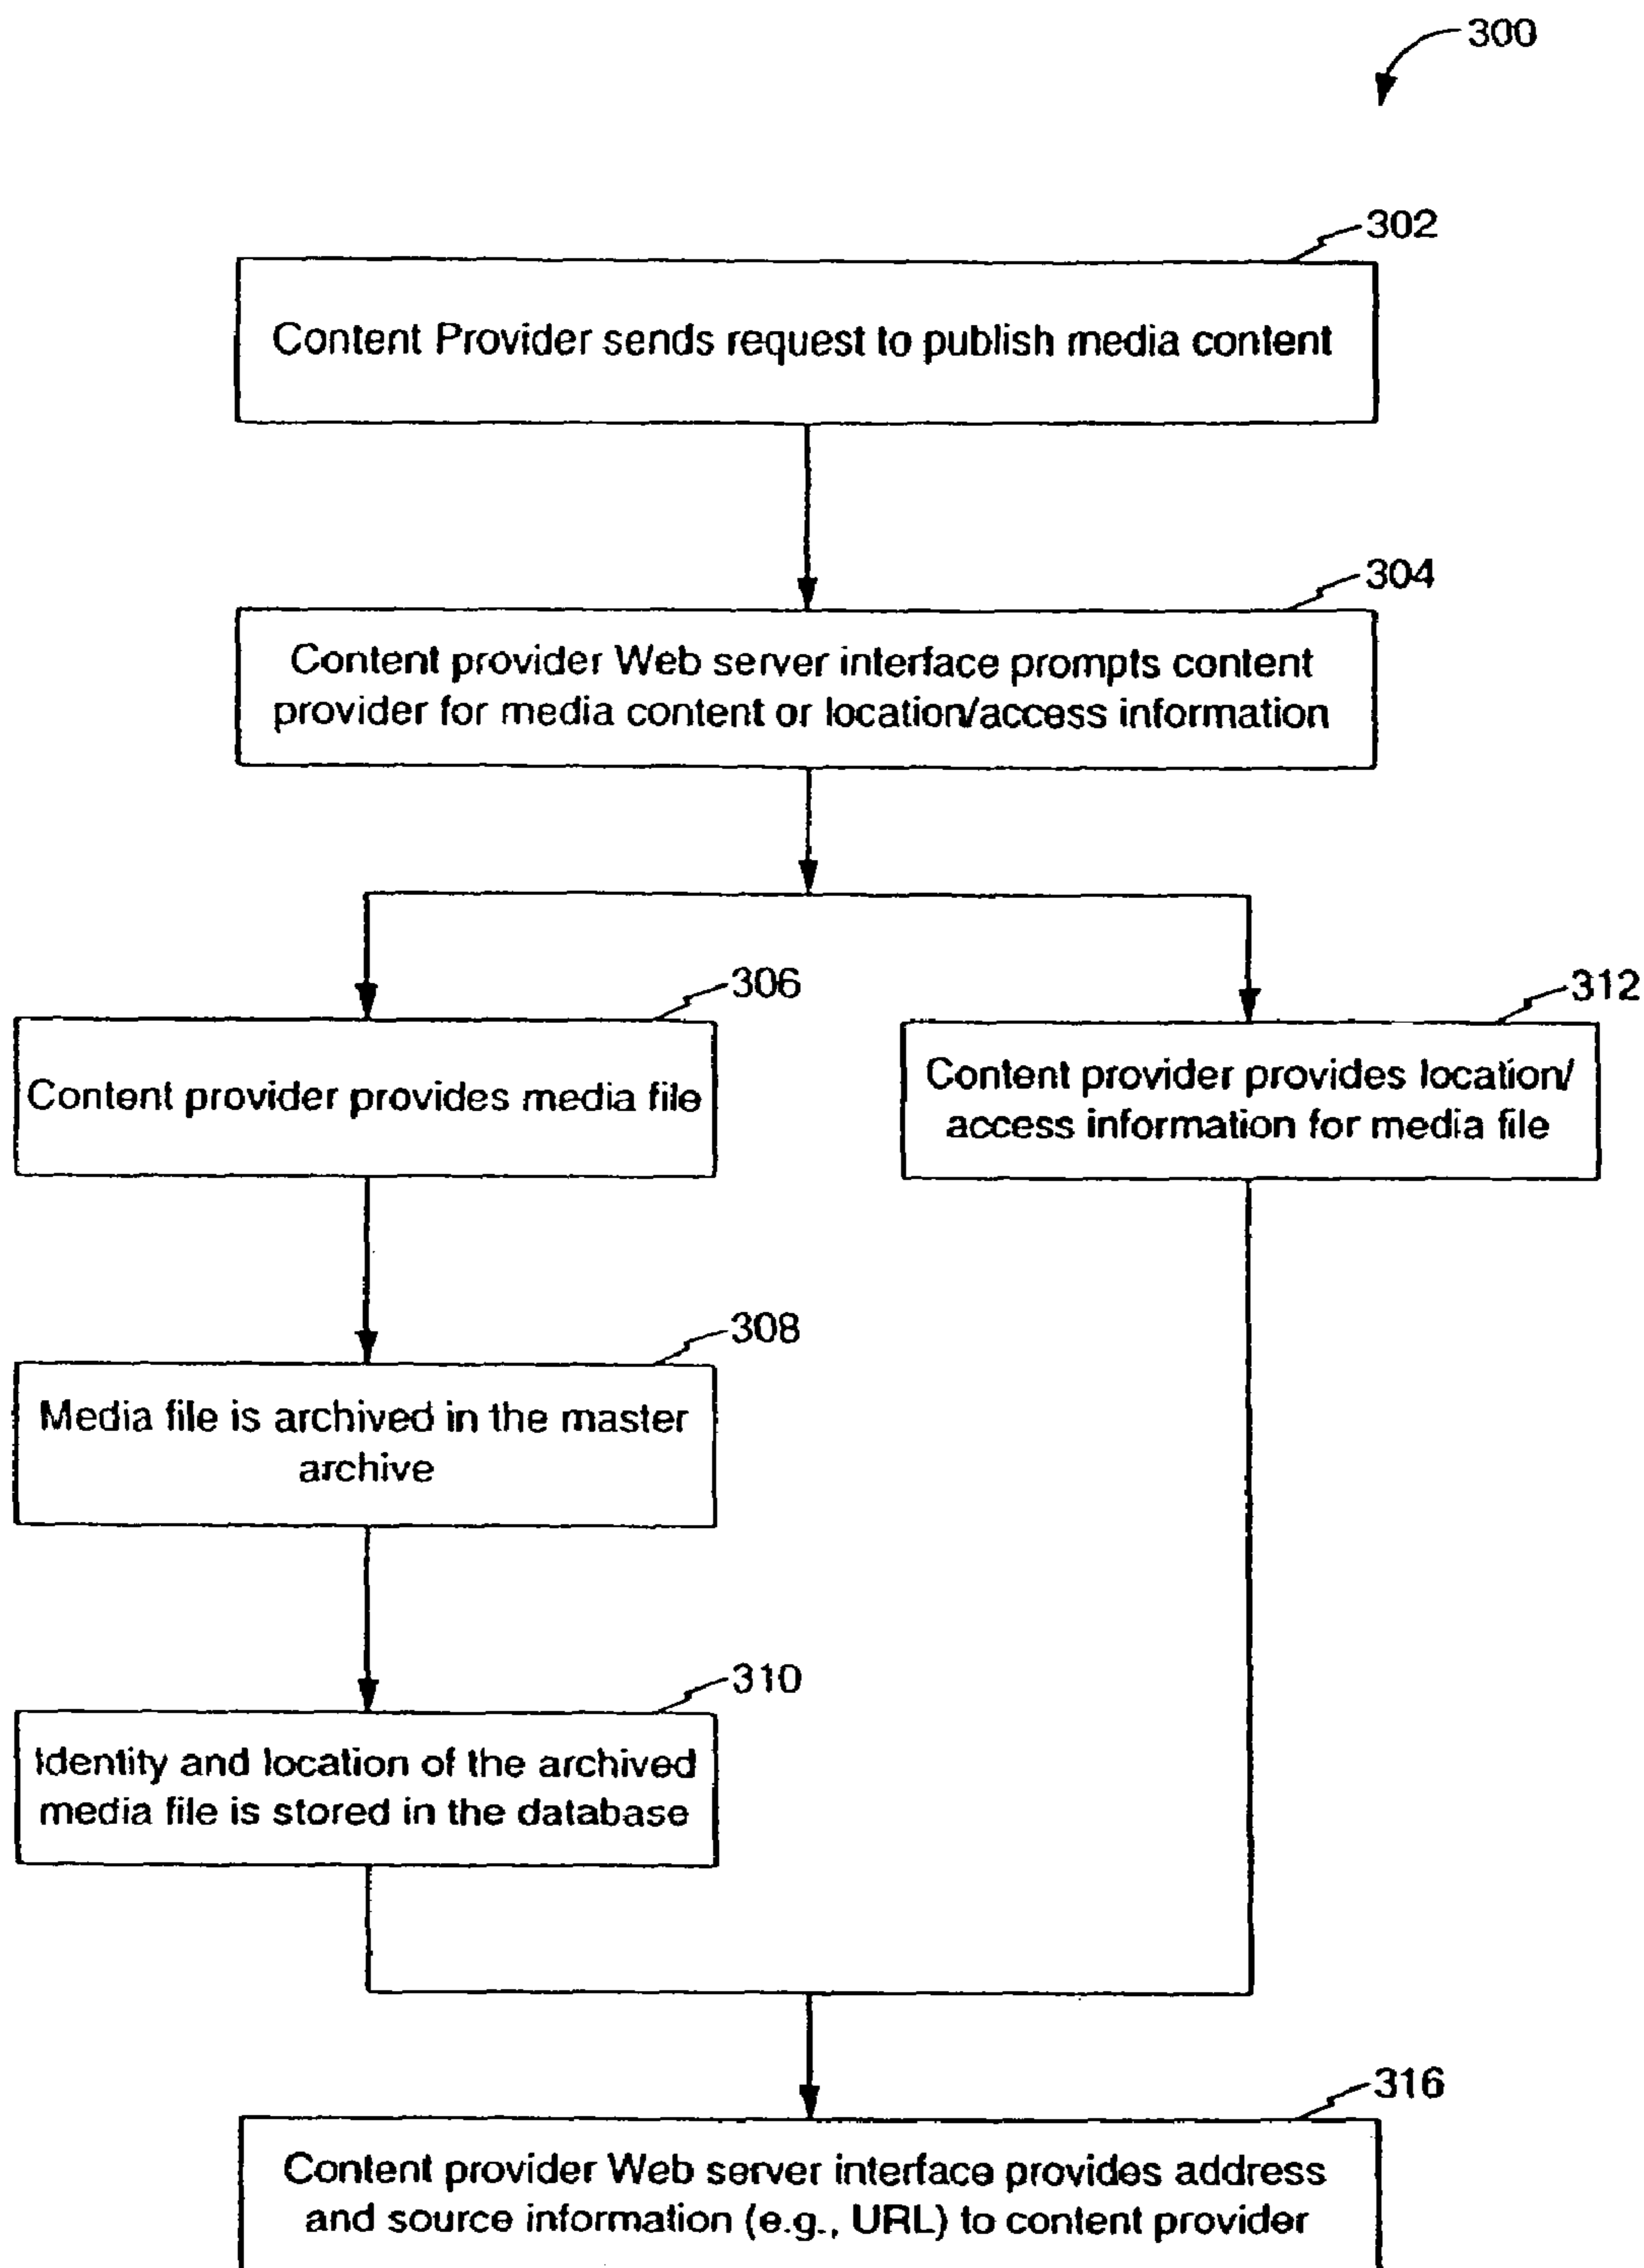 300
302
Content Provider sends request to publish media content
304
Content provider Web server interface prompts content
provider for media content or location/access information
306
Content provider provides media file
312
Content provider provides location/
access information for media file
308
Media file is archived in the master
archive
310
Identity and location of the archived
media file is stored in the database
316
Content provider Web server interface provides address
and source information (e.g., URL) to content provider